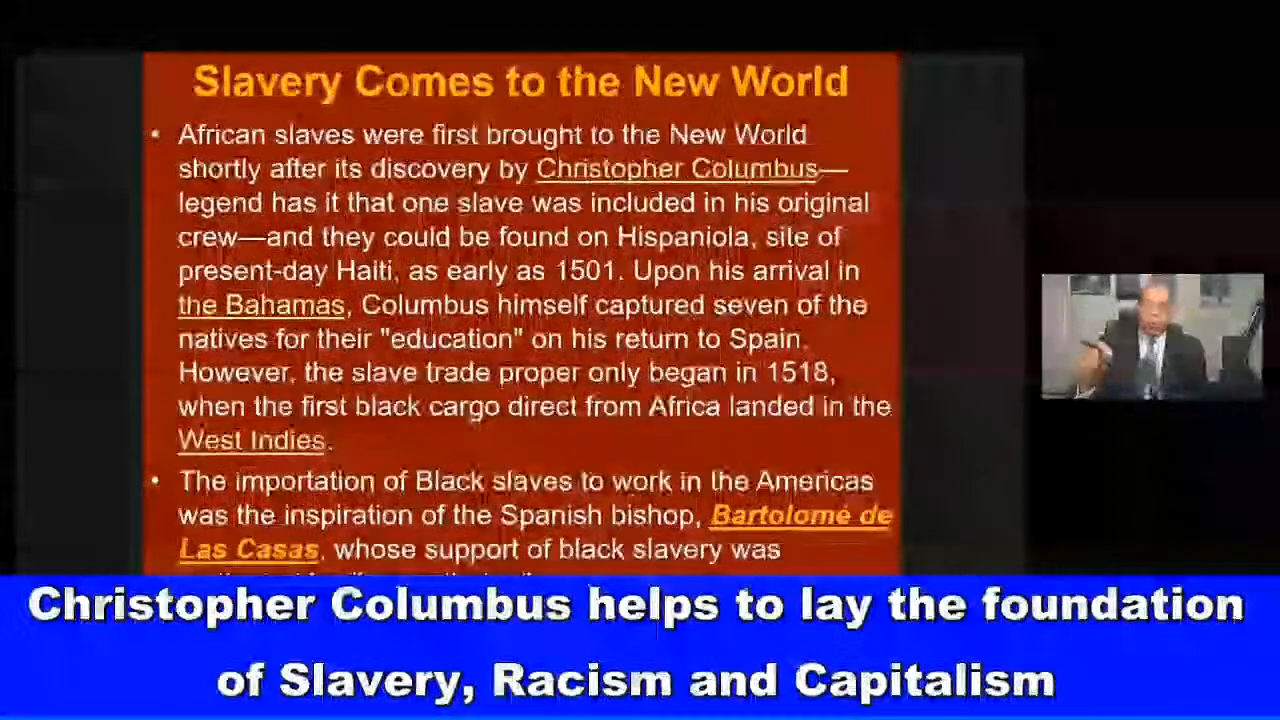 Slavery Comes to the New World
• African slaves were first brought to the New World
shortly after its discovery by Christopher Columbus—
legend has it that one slave was included in his original
crew—and they could be found on Hispaniola, site of
present-day Haiti, as early as 1501. Upon his arrival in
the Bahamas, Columbus himself captured seven of the
natives for their "education" on his return to Spain.
However, the slave trade proper only began in 1518,
when the first black cargo direct from Africa landed in the
West Indies.
• The importation of Black slaves to work in the Americas
was the inspiration of the Spanish bishop, Bartolomé de
Las Casas, whose support of black slavery was
Christopher Columbus helps to lay the foundation
of Slavery, Racism and Capitalism